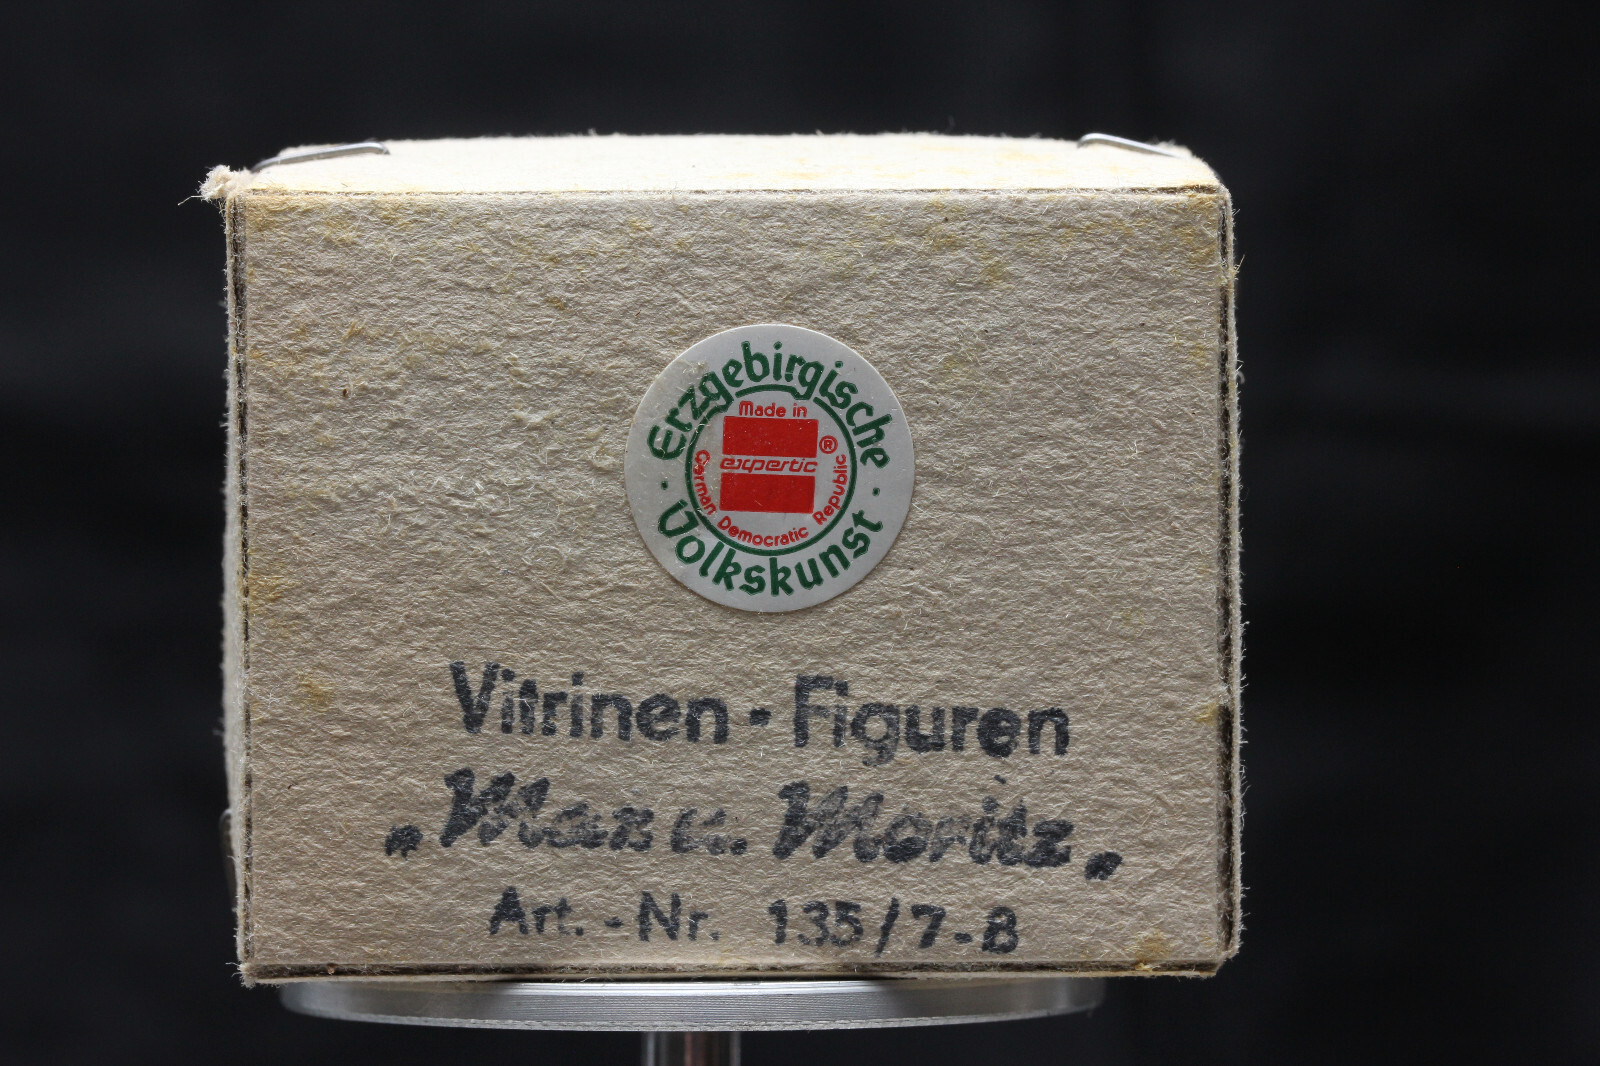 Erzgebirgische
Made in
expertic ®
German Democratic Republic
· Volkskunst ·
Vitrinen - Figuren
„Max u. Moritz„
Art.-Nr. 135/7-8